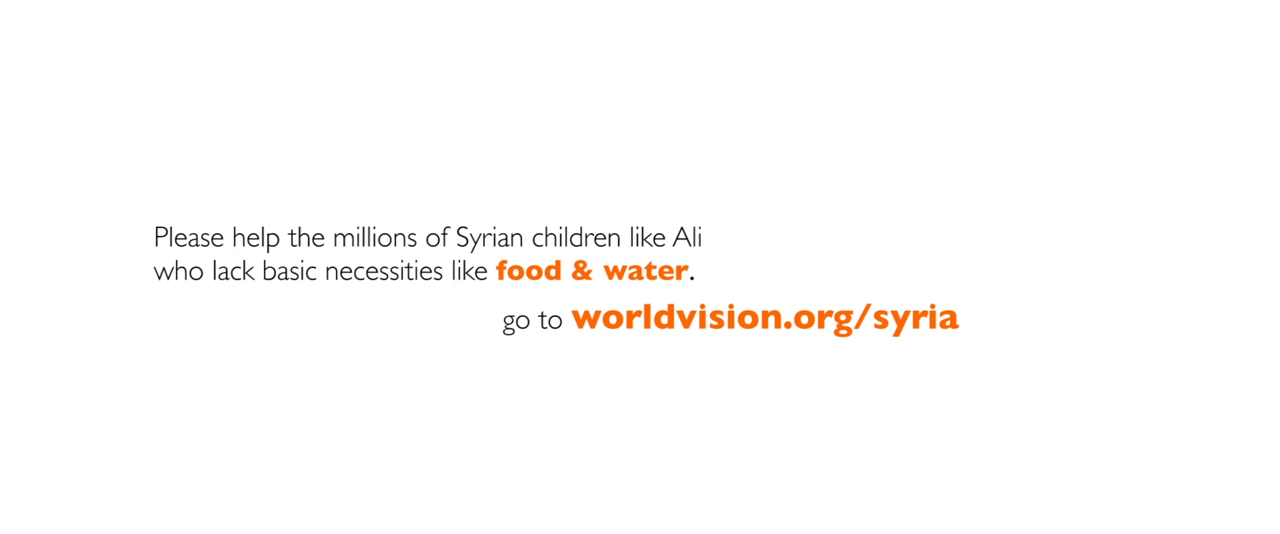 Please help the millions of Syrian children like Ali
who lack basic necessities like food & water.
go to worldvision.org/syria